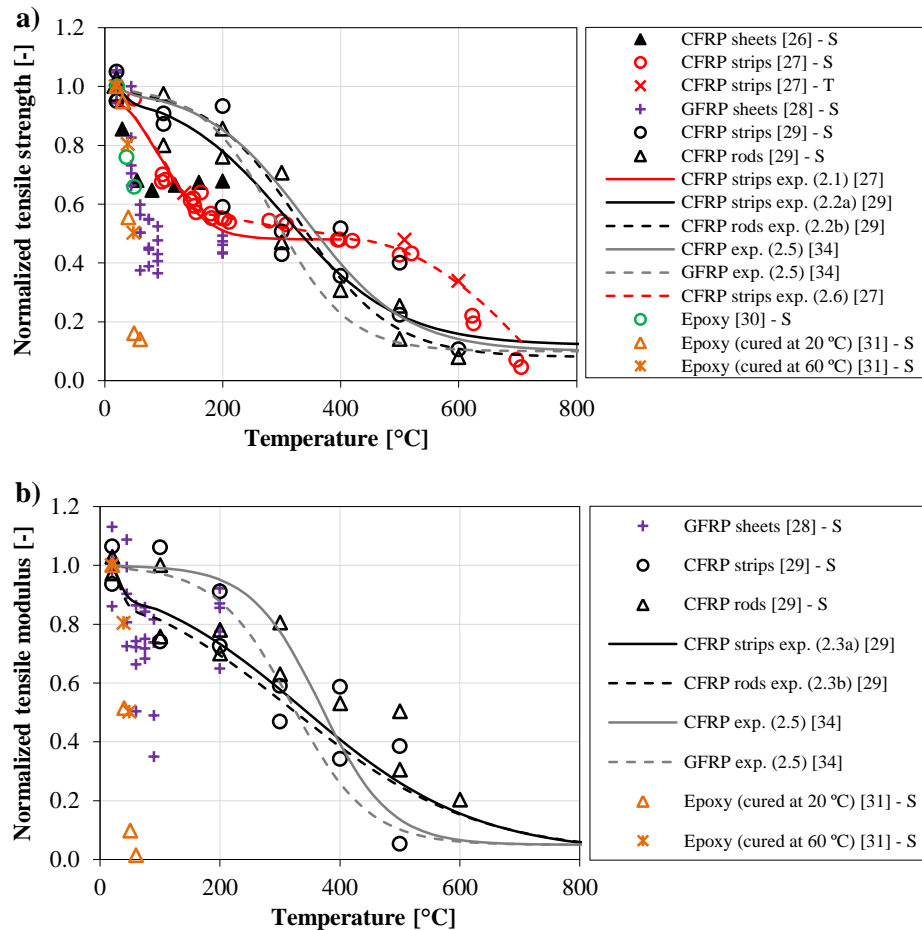 a)
Normalized tensile strength [-]
1.2
1.0
0.8
0.6
0.4
0.2
0.0
0 200 400 600 800
Temperature [°C]
CFRP sheets [26] - S
CFRP strips [27] - S
CFRP strips [27] - T
GFRP sheets [28] - S
CFRP strips [29] - S
CFRP rods [29] - S
CFRP strips exp. (2.1) [27]
CFRP strips exp. (2.2a) [29]
CFRP rods exp. (2.2b) [29]
CFRP exp. (2.5) [34]
GFRP exp. (2.5) [34]
CFRP strips exp. (2.6) [27]
Epoxy [30] - S
Epoxy (cured at 20 ºC) [31] - S
Epoxy (cured at 60 ºC) [31] - S
b)
Normalized tensile modulus [-]
1.2
1.0
0.8
0.6
0.4
0.2
0.0
0 200 400 600 800
Temperature [°C]
GFRP sheets [28] - S
CFRP strips [29] - S
CFRP rods [29] - S
CFRP strips exp. (2.3a) [29]
CFRP rods exp. (2.3b) [29]
CFRP exp. (2.5) [34]
GFRP exp. (2.5) [34]
Epoxy (cured at 20 ºC) [31] - S
Epoxy (cured at 60 ºC) [31] - S